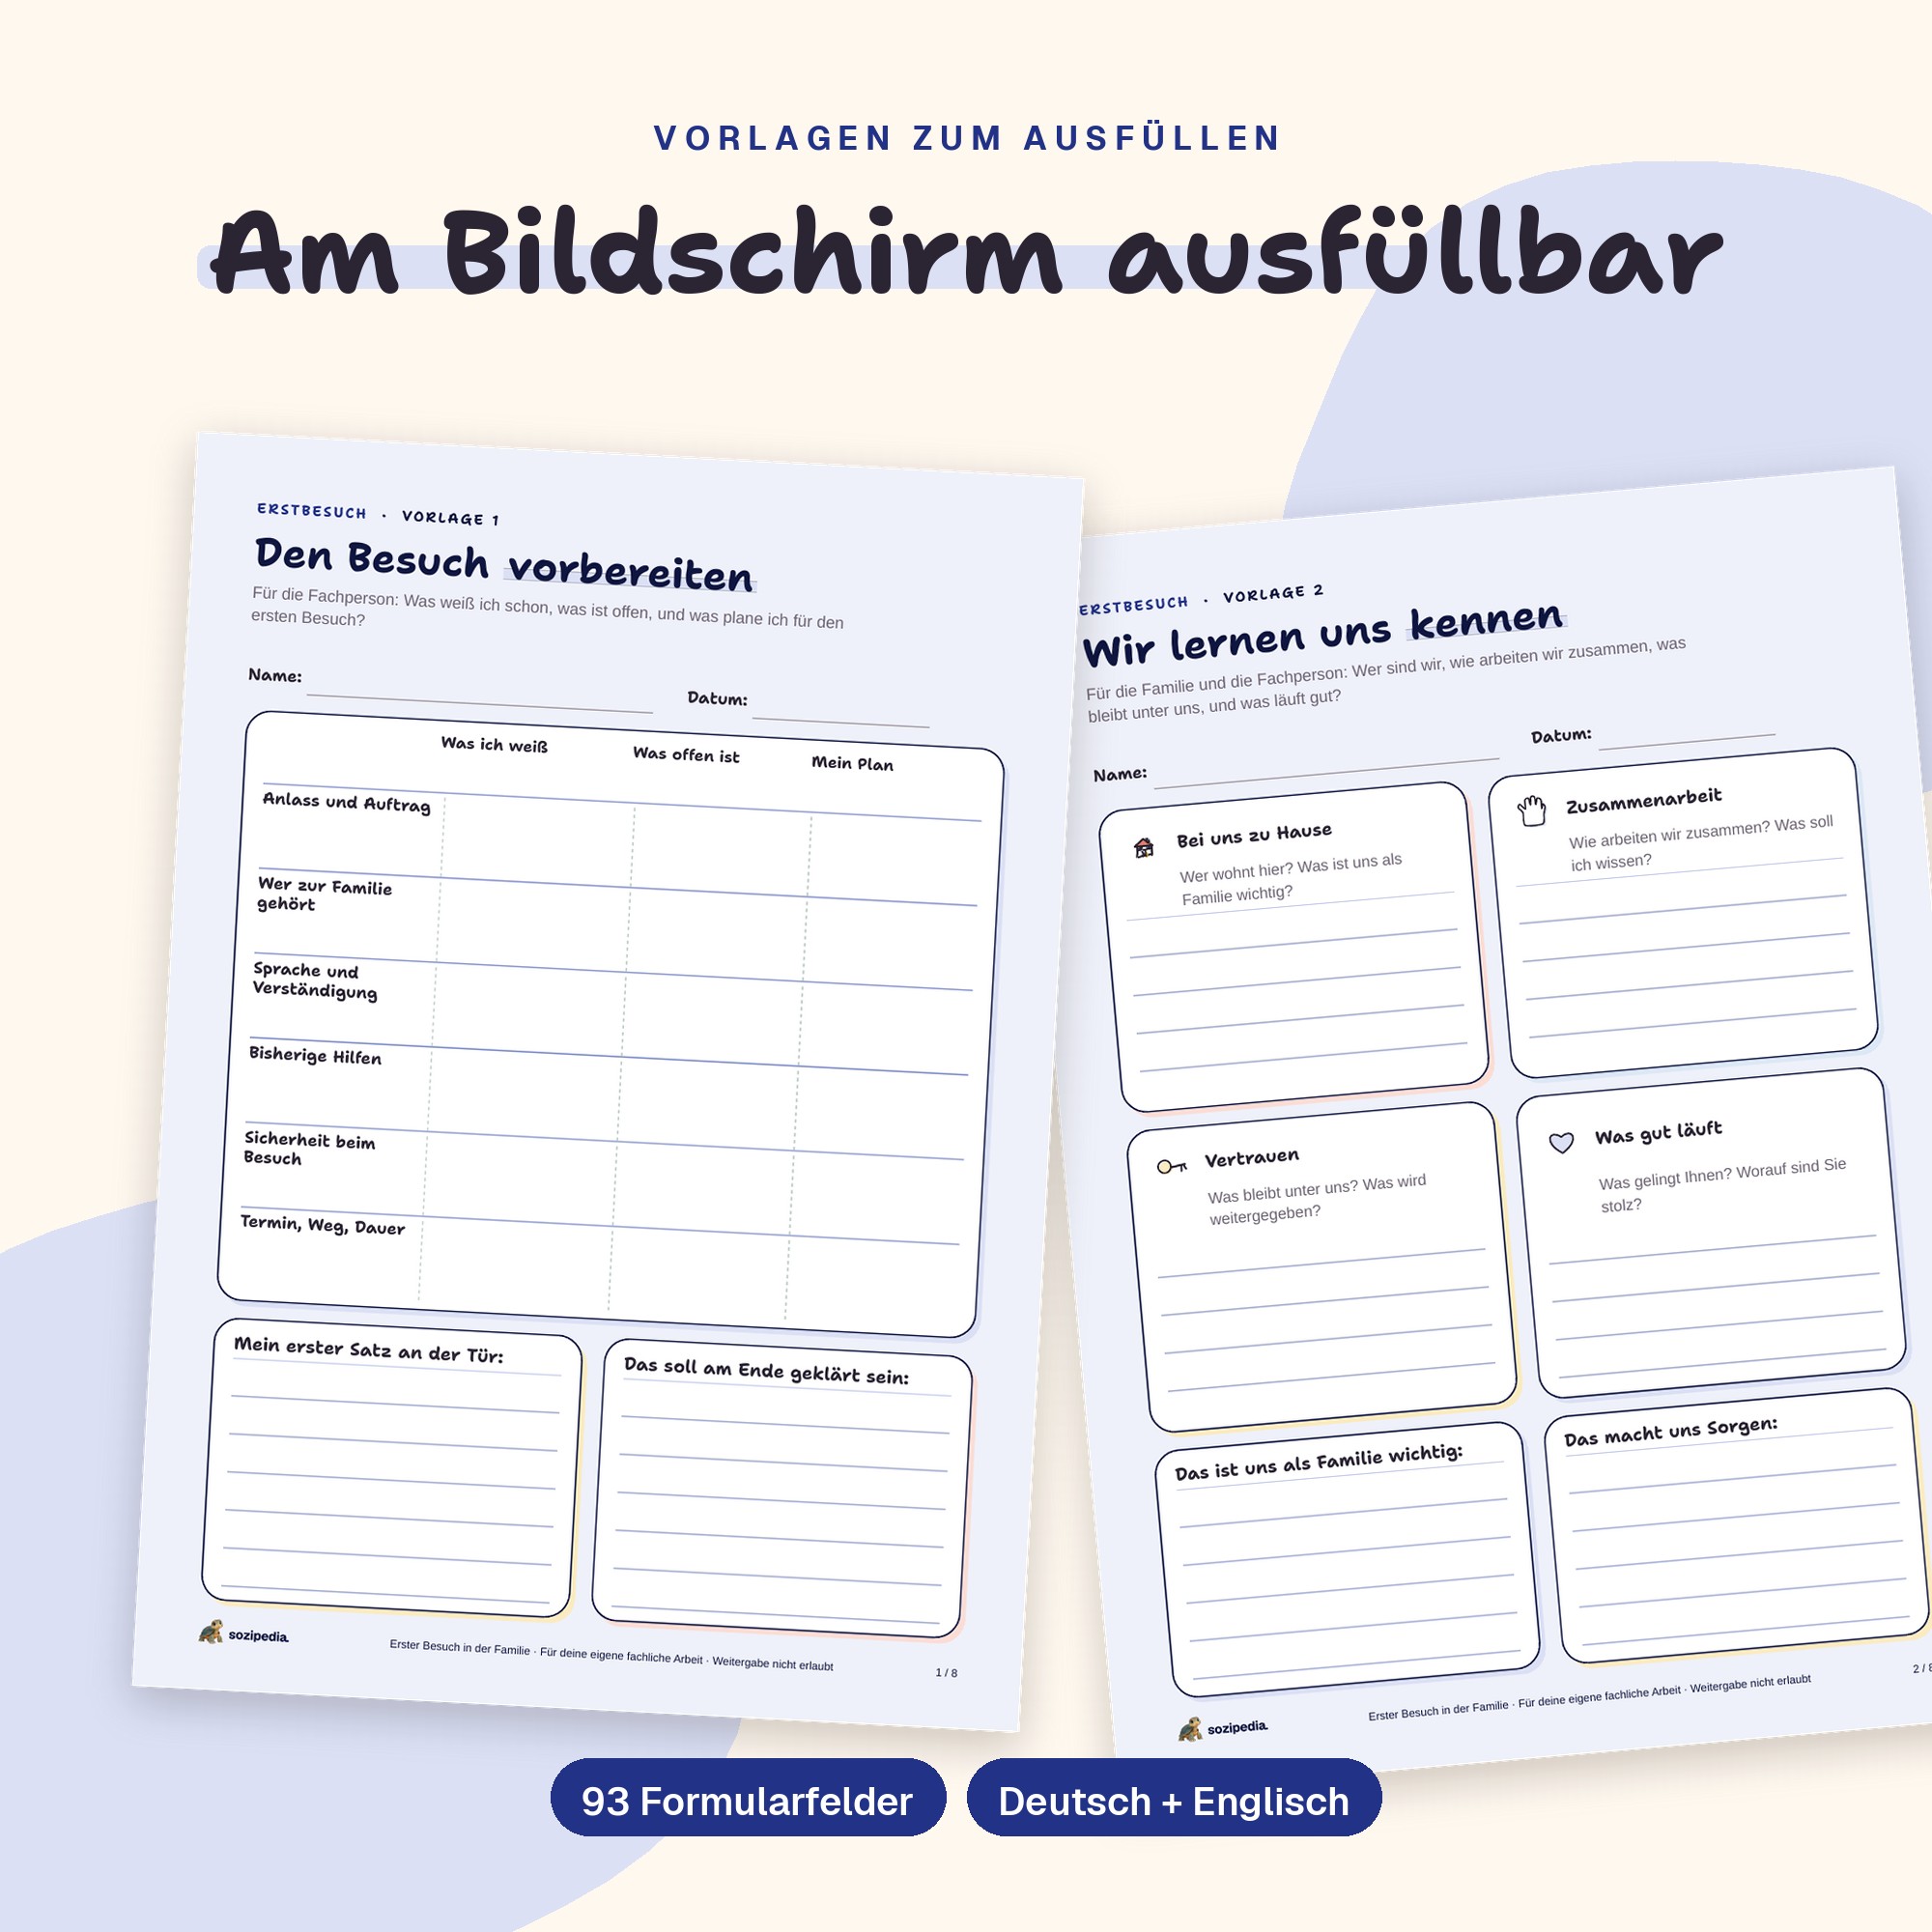 VORLAGEN ZUM AUSFÜLLEN
Am Bildschirm ausfüllbar
ERSTBESUCH · VORLAGE 1
Den Besuch vorbereiten
Für die Fachperson: Was weiß ich schon, was ist offen, und was plane ich für den
ersten Besuch?
Name:
Datum:
Was ich weiß
Was offen ist
Mein Plan
Anlass und Auftrag
Wer zur Familie
gehört
Sprache und
Verständigung
Bisherige Hilfen
Sicherheit beim
Besuch
Termin, Weg, Dauer
Mein erster Satz an der Tür:
Das soll am Ende geklärt sein:
sozipedia.
Erster Besuch in der Familie · Für deine eigene fachliche Arbeit · Weitergabe nicht erlaubt
1 / 8
ERSTBESUCH · VORLAGE 2
Wir lernen uns kennen
Für die Familie und die Fachperson: Wer sind wir, wie arbeiten wir zusammen, was
bleibt unter uns, und was läuft gut?
Name:
Datum:
Bei uns zu Hause
Wer wohnt hier? Was ist uns als
Familie wichtig?
Zusammenarbeit
Wie arbeiten wir zusammen? Was soll
ich wissen?
Vertrauen
Was bleibt unter uns? Was wird
weitergegeben?
Was gut läuft
Was gelingt Ihnen? Worauf sind Sie
stolz?
Das ist uns als Familie wichtig:
Das macht uns Sorgen:
sozipedia.
Erster Besuch in der Familie · Für deine eigene fachliche Arbeit · Weitergabe nicht erlaubt
2 / 8
93 Formularfelder
Deutsch + Englisch